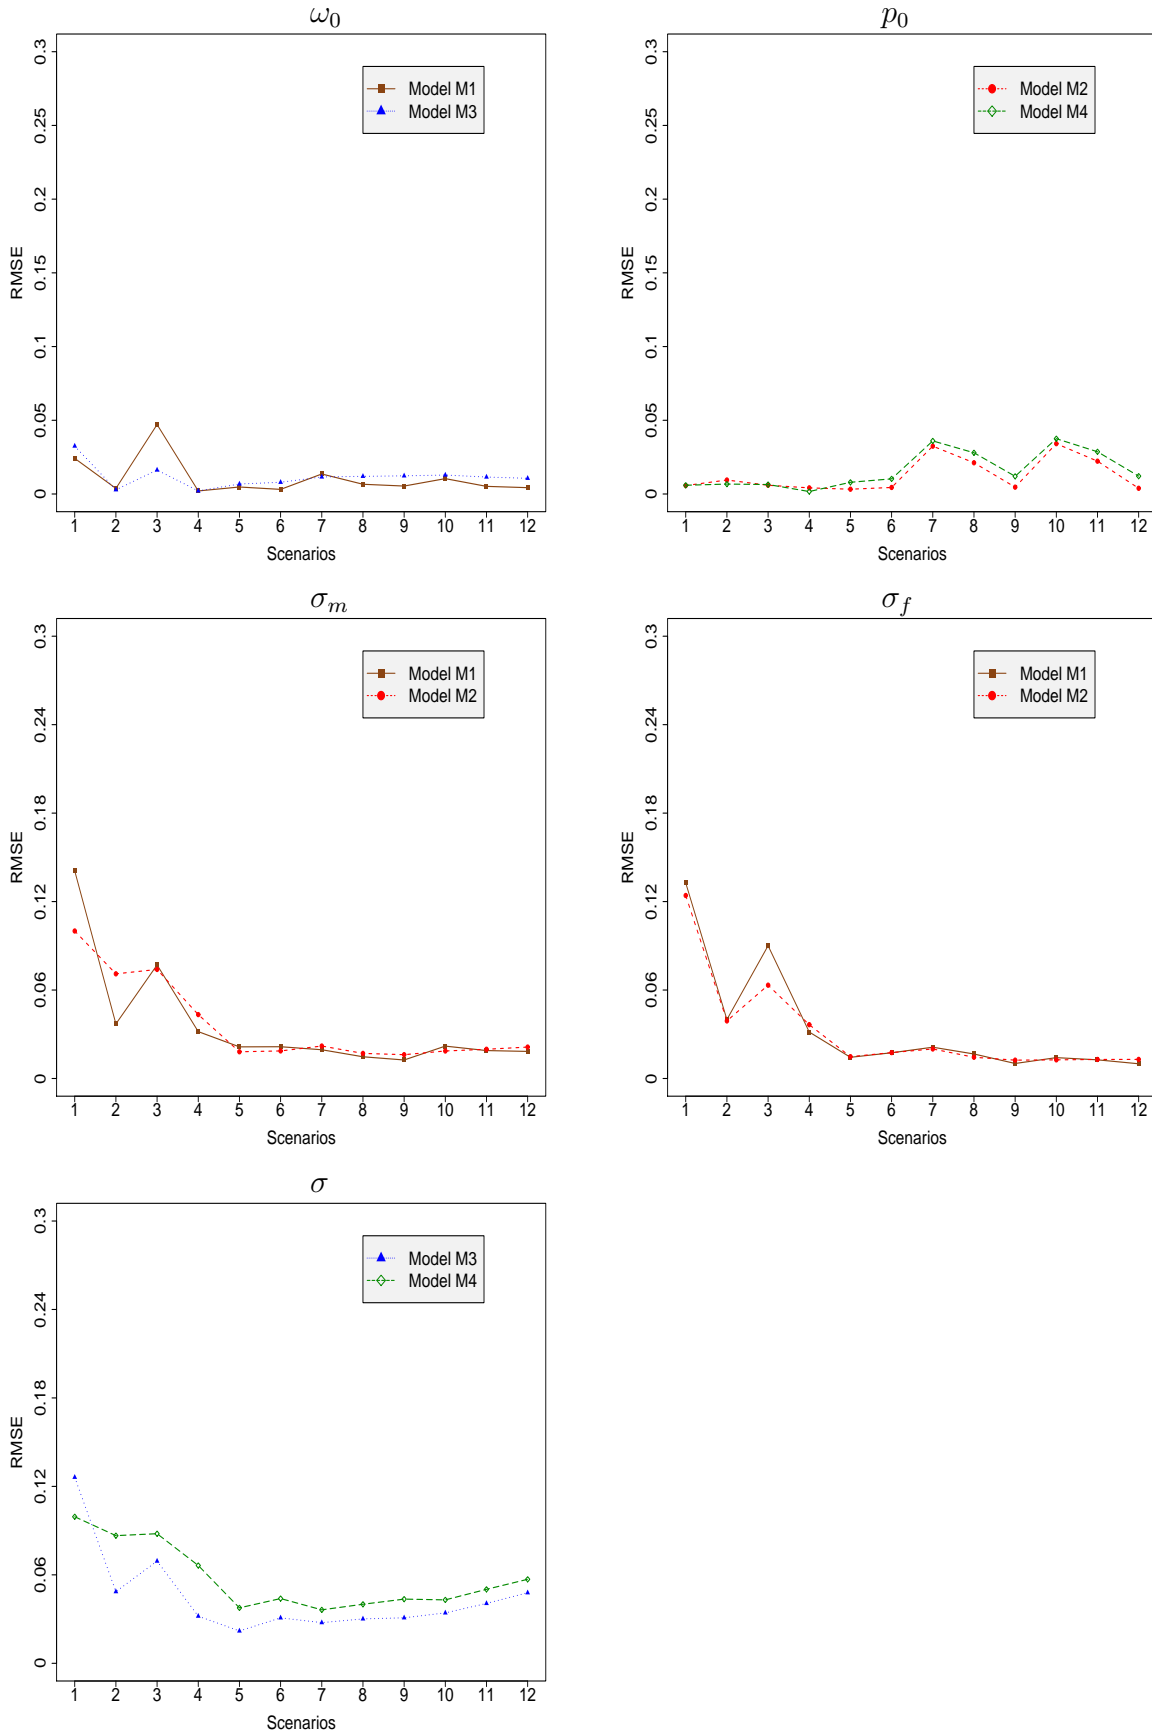 ω₀
0 0.05 0.1 0.15 0.2 0.25 0.3
RMSE
Model M1
Model M3
1 2 3 4 5 6 7 8 9 10 11 12
Scenarios
p₀
0 0.05 0.1 0.15 0.2 0.25 0.3
RMSE
Model M2
Model M4
1 2 3 4 5 6 7 8 9 10 11 12
Scenarios
σₘ
0 0.06 0.12 0.18 0.24 0.3
RMSE
Model M1
Model M2
1 2 3 4 5 6 7 8 9 10 11 12
Scenarios
σ_f
0 0.06 0.12 0.18 0.24 0.3
RMSE
Model M1
Model M2
1 2 3 4 5 6 7 8 9 10 11 12
Scenarios
σ
0 0.06 0.12 0.18 0.24 0.3
RMSE
Model M3
Model M4
1 2 3 4 5 6 7 8 9 10 11 12
Scenarios